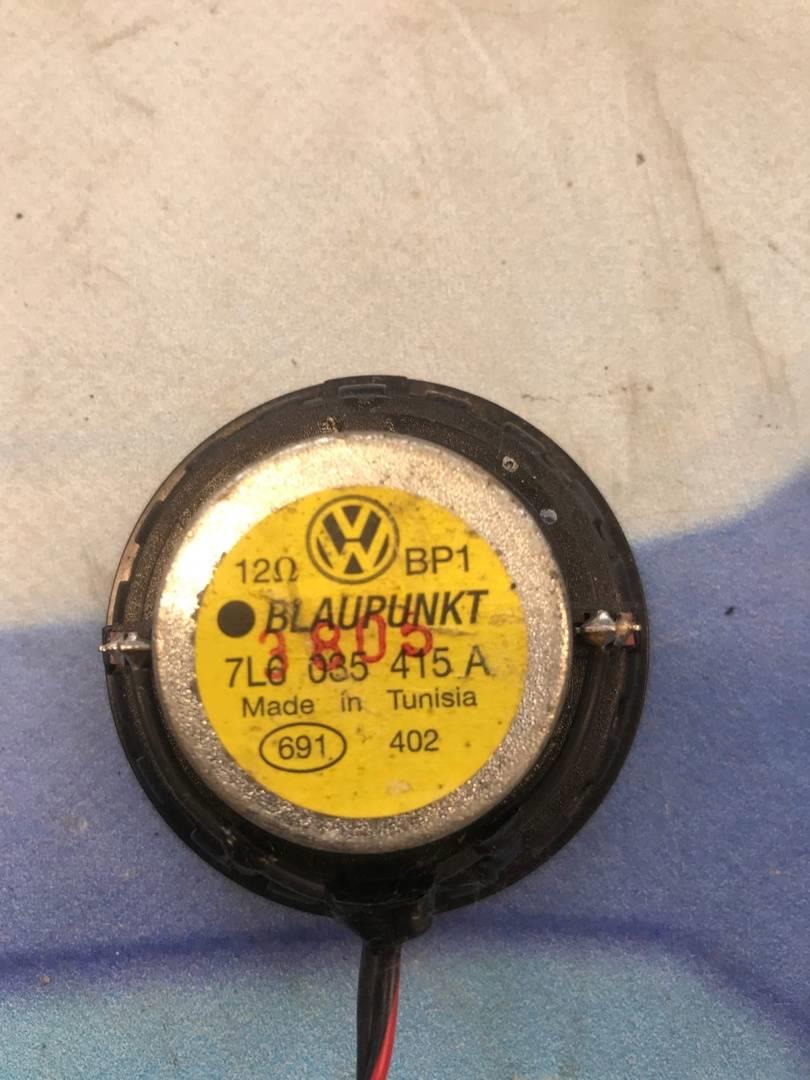 12Ω BP1
BLAUPUNKT
3805
7L6 035 415 A
Made in Tunisia
691 402